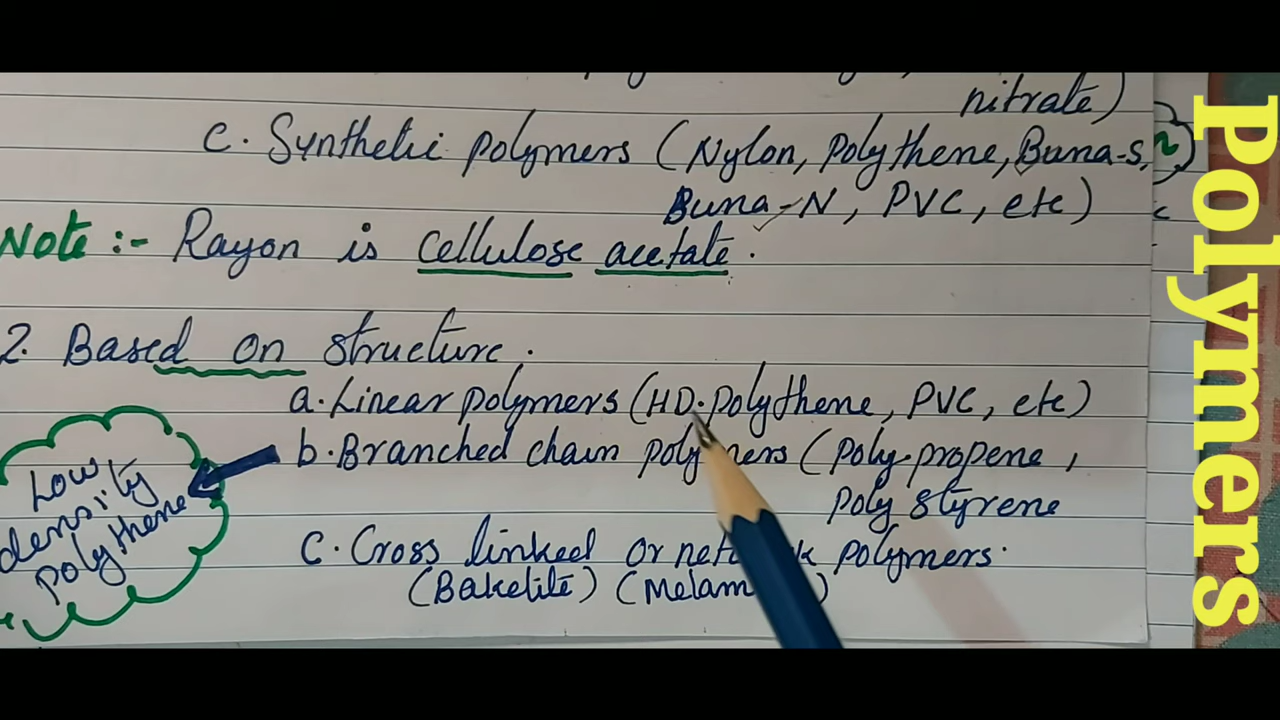 nitrate)
C. Synthetic polymers (Nylon, Polythene, Buna-S,
Buna-N, PVC, etc)
Note :- Rayon is cellulose acetate.
2. Based on structure.
a. Linear polymers (HD. polythene, PVC, etc)
b. Branched chain polymers (Poly.propene,
Poly styrene
Low
density
polythene
C. Cross linked or network polymers.
(Bakelite) (Melam )
Polymers